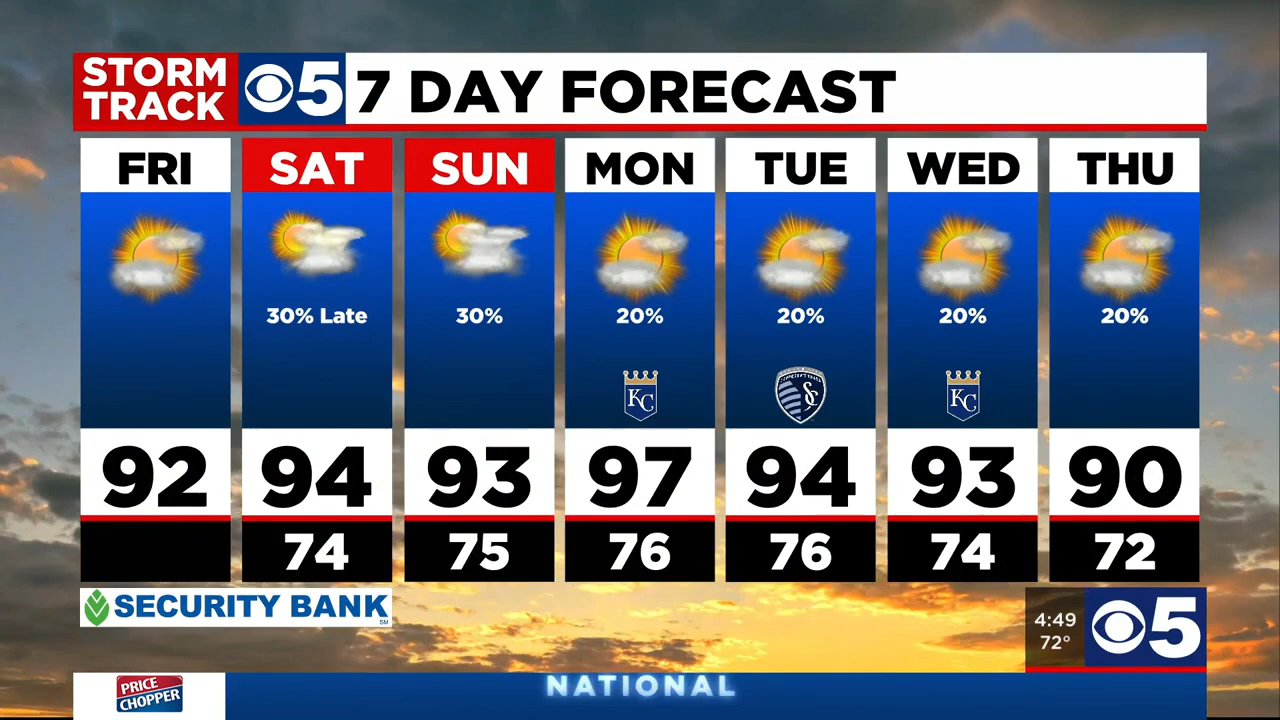 STORM
TRACK
5
7 DAY FORECAST
FRI SAT SUN MON TUE WED THU
30% Late 30% 20% 20% 20% 20%
KC SC KC
92 94 93 97 94 93 90
74 75 76 76 74 72
SECURITY BANK SM
4:49
72°
5
PRICE
CHOPPER
NATIONAL